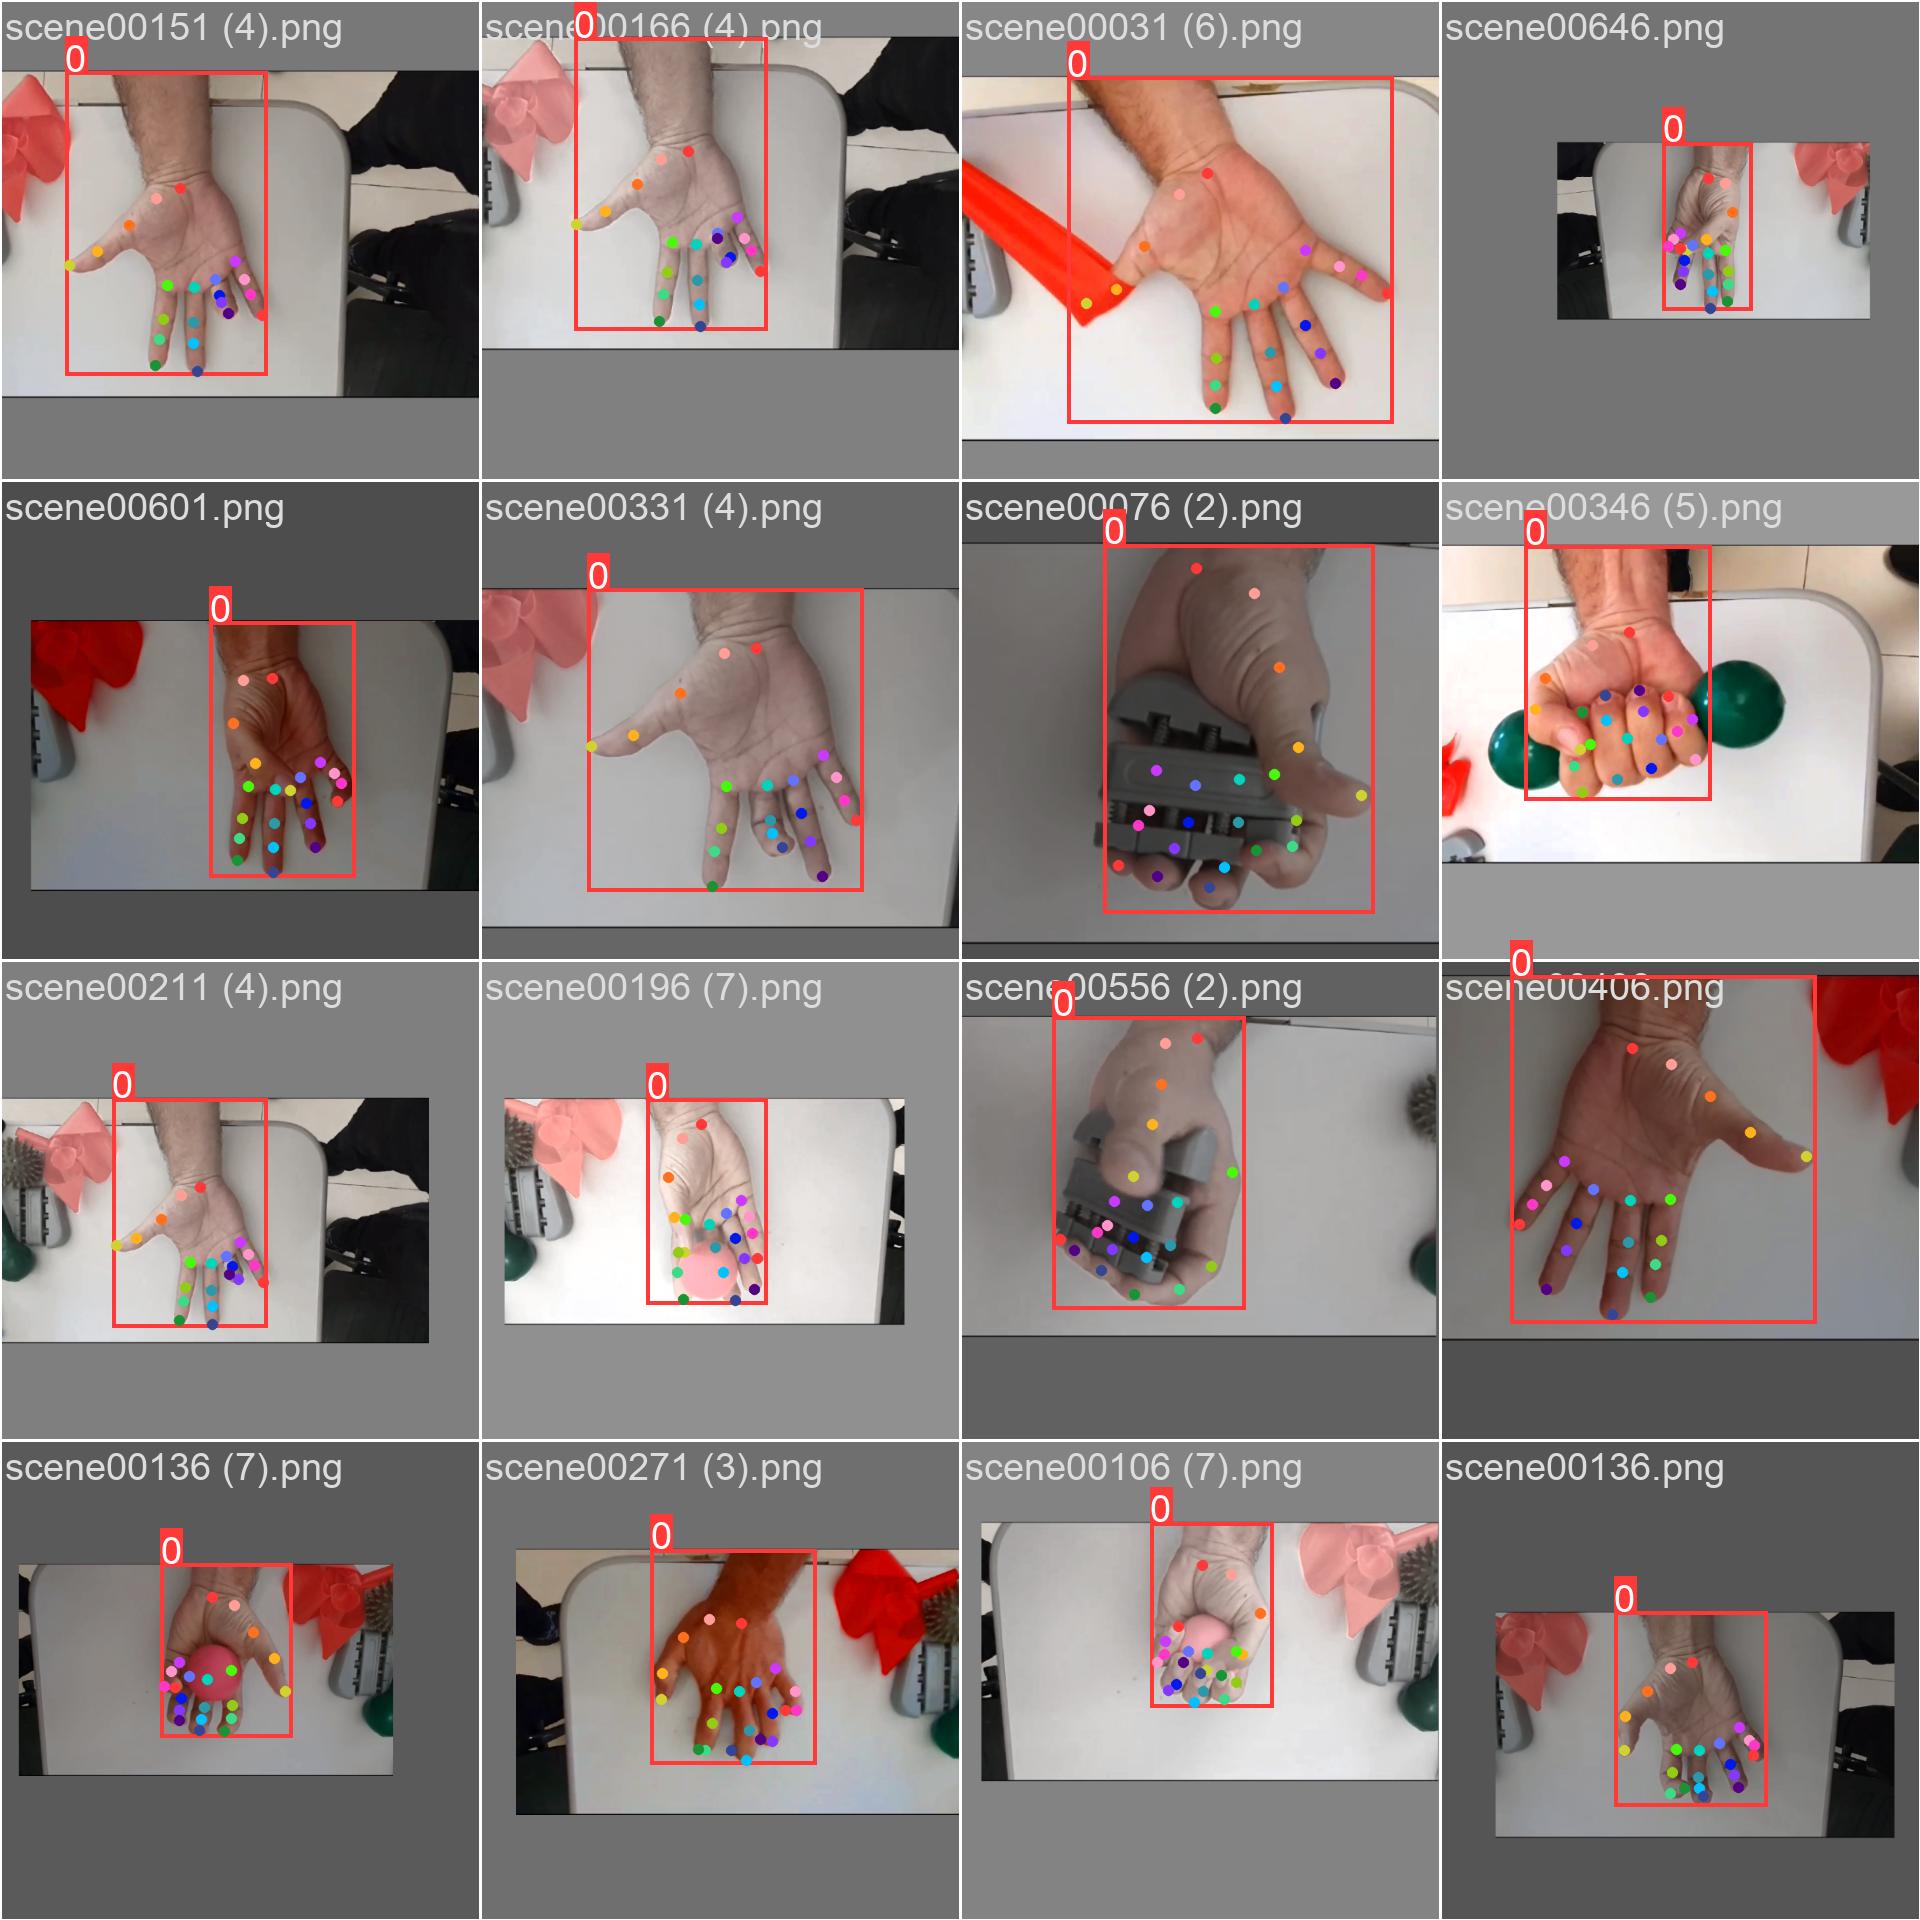 scene00151 (4).png
0
scene00166 (4).png
0
scene00031 (6).png
0
scene00646.png
0
scene00601.png
0
scene00331 (4).png
0
scene00076 (2).png
0
scene00346 (5).png
0
scene00211 (4).png
0
scene00196 (7).png
0
scene00556 (2).png
0
scene00406.png
0
scene00136 (7).png
0
scene00271 (3).png
0
scene00106 (7).png
0
scene00136.png
0